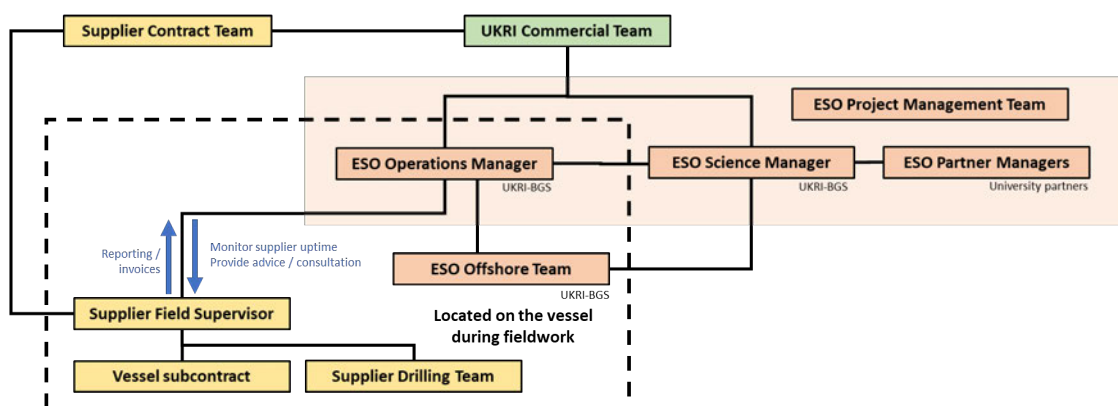 Supplier Contract Team
UKRI Commercial Team
ESO Project Management Team
ESO Operations Manager
UKRI-BGS
ESO Science Manager
UKRI-BGS
ESO Partner Managers
University partners
Reporting /
invoices
Monitor supplier uptime
Provide advice / consultation
ESO Offshore Team
UKRI-BGS
Located on the vessel
during fieldwork
Supplier Field Supervisor
Vessel subcontract
Supplier Drilling Team